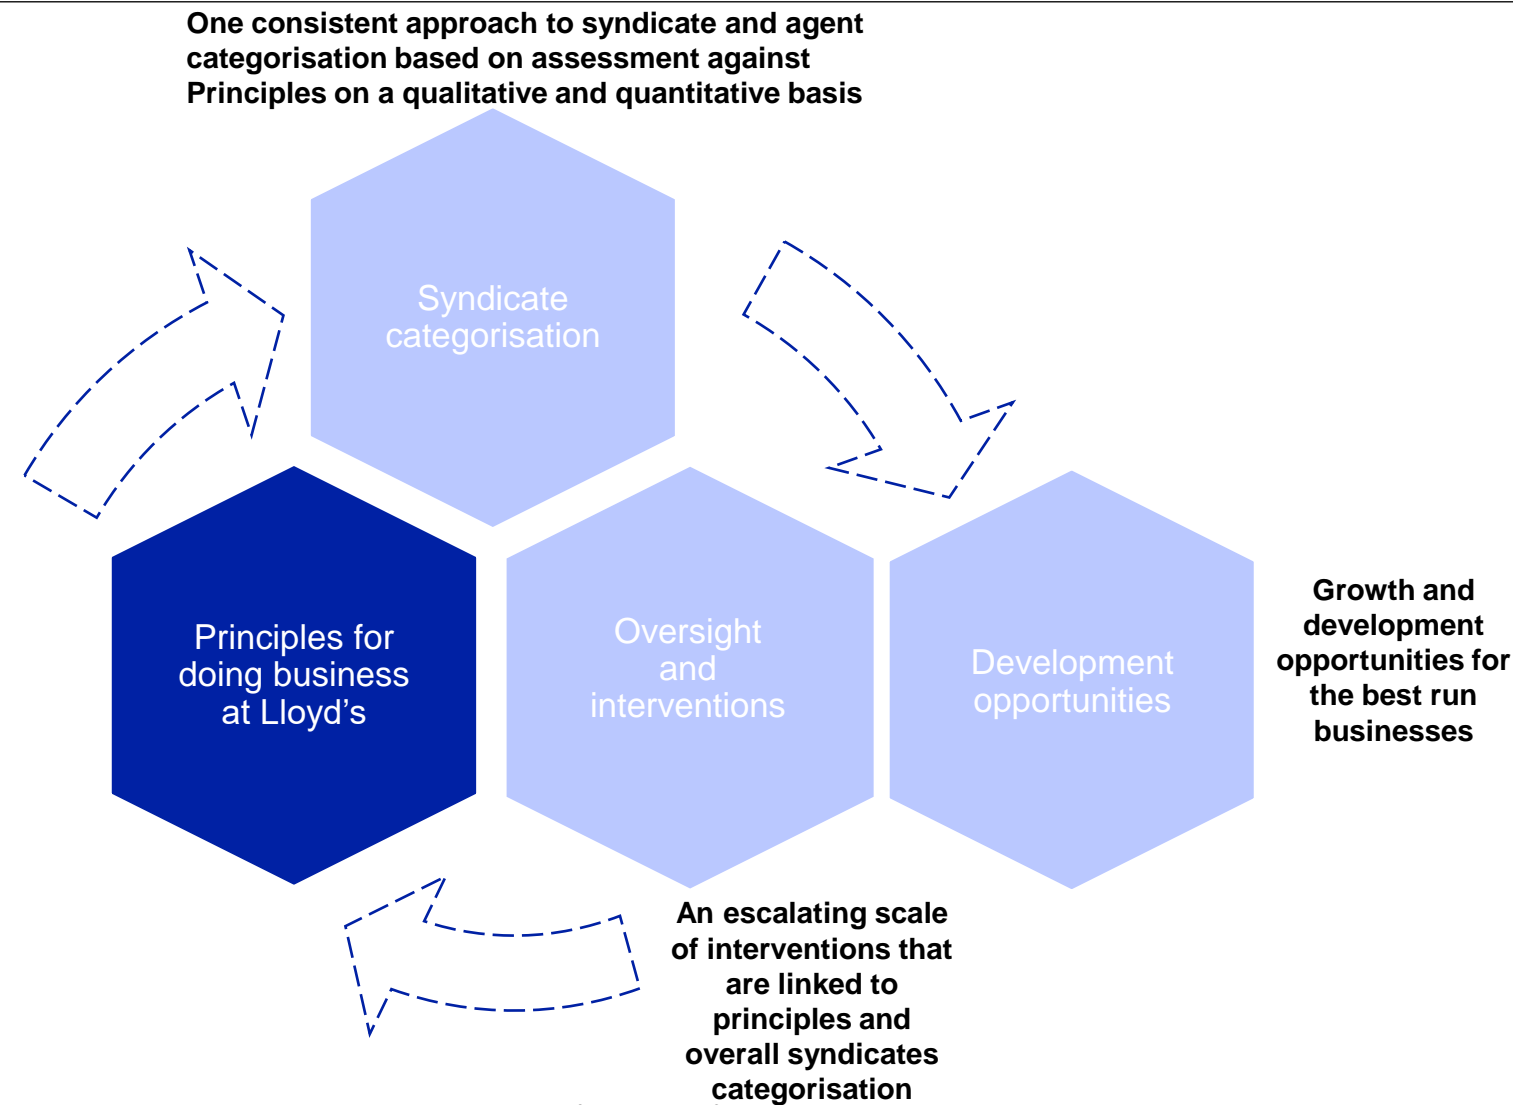 One consistent approach to syndicate and agent
categorisation based on assessment against
Principles on a qualitative and quantitative basis
Syndicate
categorisation
Principles for
doing business
at Lloyd’s
Oversight
and
interventions
Development
opportunities
Growth and
development
opportunities for
the best run
businesses
An escalating scale
of interventions that
are linked to
principles and
overall syndicates
categorisation